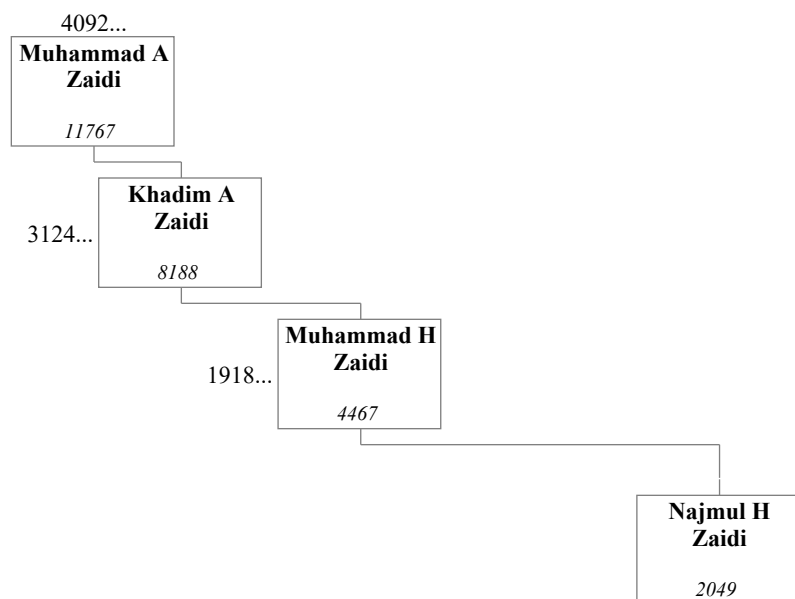 4092...
Muhammad A
Zaidi
11767
Khadim A
Zaidi
3124...
8188
Muhammad H
Zaidi
1918...
4467
Najmul H
Zaidi
2049